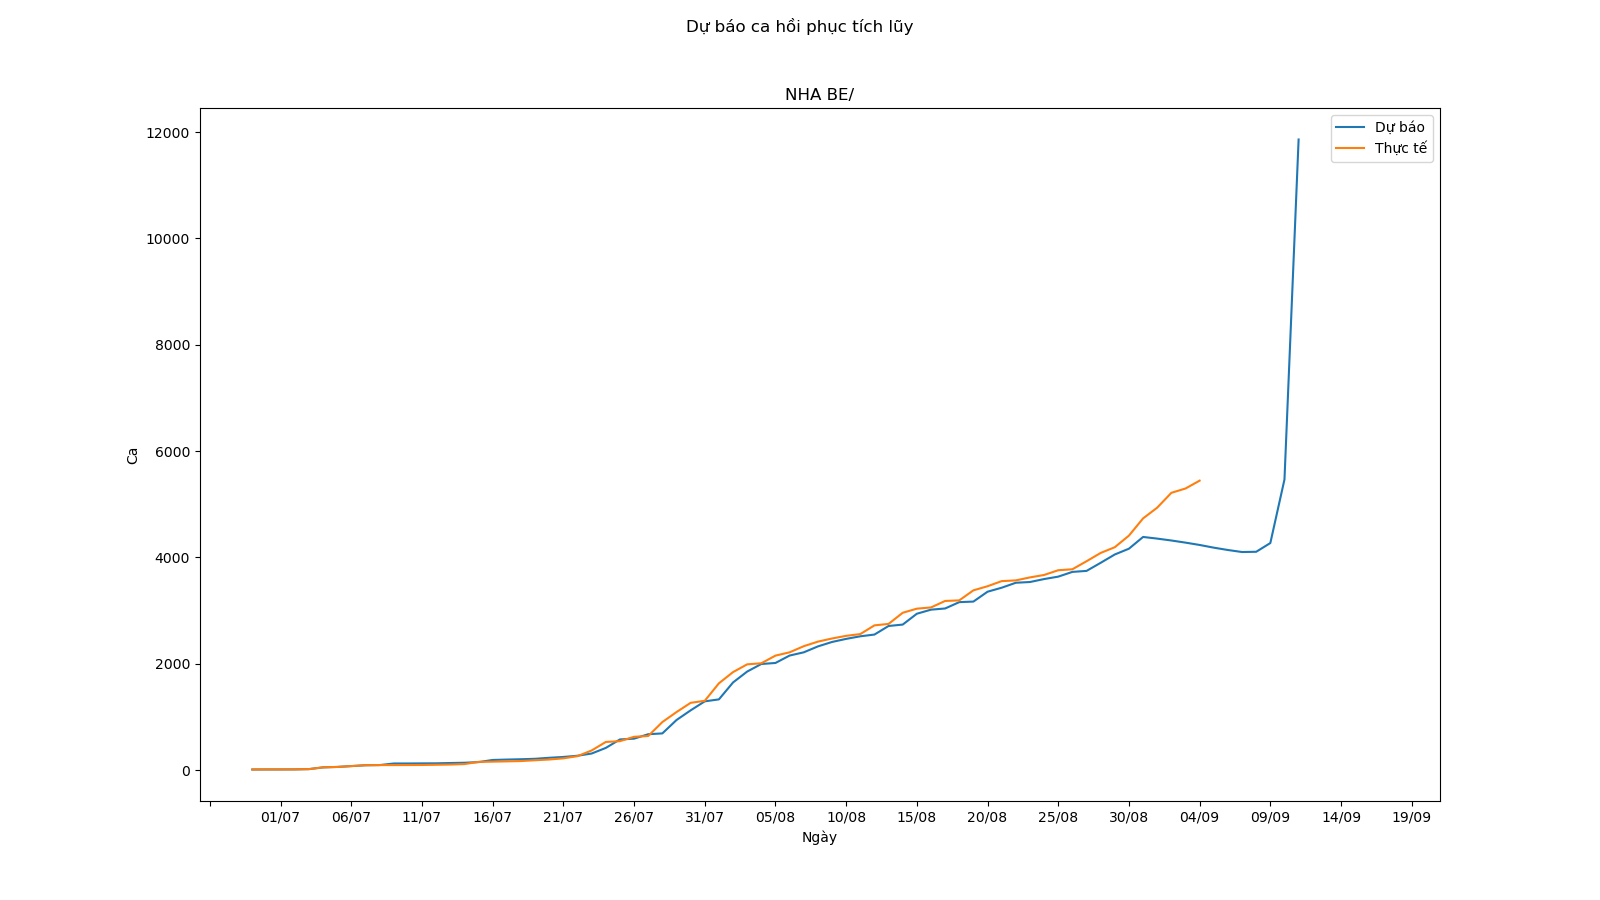 Dự báo ca hồi phục tích lũy
NHA BE/
Dự báo
Thực tế
12000
10000
8000
6000
4000
2000
0
Ca
01/07 06/07 11/07 16/07 21/07 26/07 31/07 05/08 10/08 15/08 20/08 25/08 30/08 04/09 09/09 14/09 19/09
Ngày